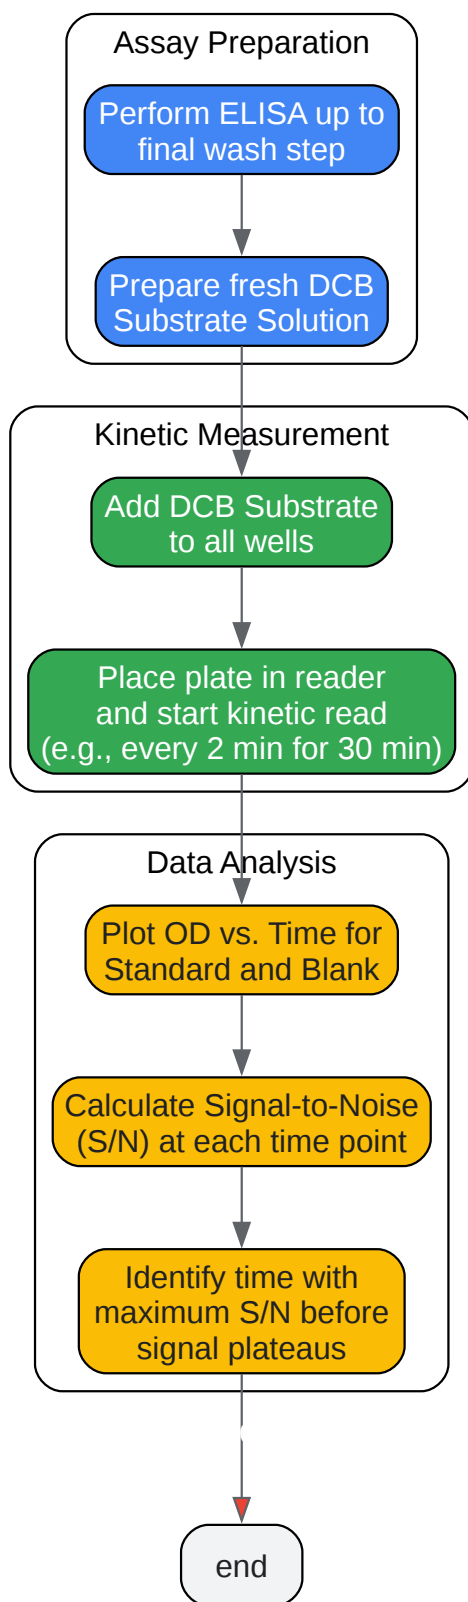 Assay Preparation
Perform ELISA up to
final wash step
Prepare fresh DCB
Substrate Solution
Kinetic Measurement
Add DCB Substrate
to all wells
Place plate in reader
and start kinetic read
(e.g., every 2 min for 30 min)
Data Analysis
Plot OD vs. Time for
Standard and Blank
Calculate Signal-to-Noise
(S/N) at each time point
Identify time with
maximum S/N before
signal plateaus
end